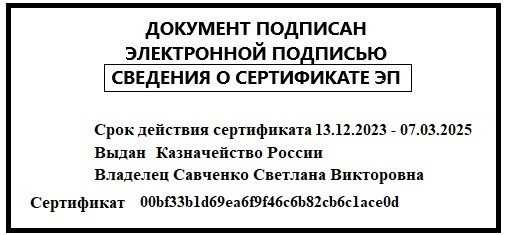 ДОКУМЕНТ ПОДПИСАН
ЭЛЕКТРОННОЙ ПОДПИСЬЮ
СВЕДЕНИЯ О СЕРТИФИКАТЕ ЭП
Срок действия сертификата 13.12.2023 - 07.03.2025
Выдан Казначейство России
Владелец Савченко Светлана Викторовна
Сертификат 00bf33b1d69ea6f9f46c6b82cb6c1ace0d